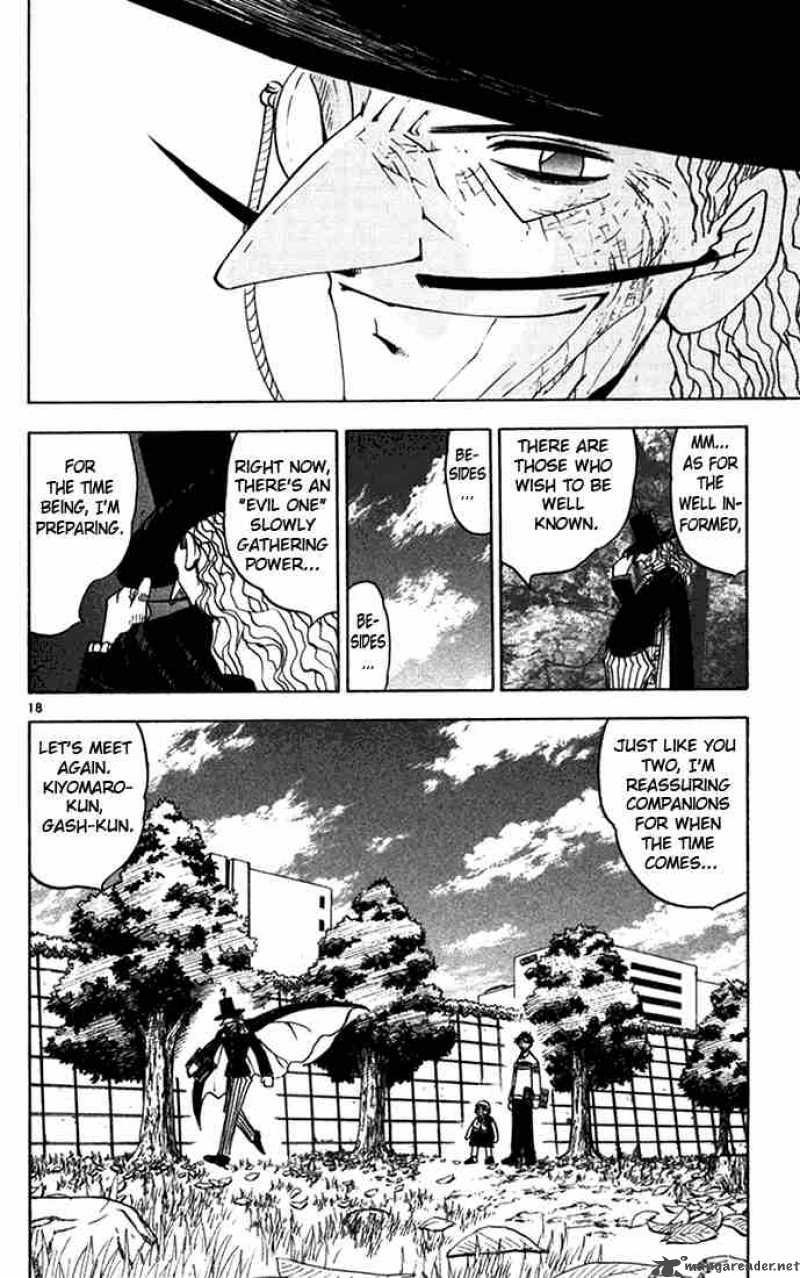 MM...
AS FOR
THE
WELL IN-
FORMED,
THERE ARE
THOSE WHO
WISH TO BE
WELL
KNOWN.
BE-
SIDES
...
BE-
SIDES
...
RIGHT NOW,
THERE'S AN
"EVIL ONE"
SLOWLY
GATHERING
POWER...
FOR
THE TIME
BEING, I'M
PREPARING.
18
JUST LIKE YOU
TWO, I'M
REASSURING
COMPANIONS
FOR WHEN
THE TIME
COMES...
LET'S MEET
AGAIN.
KIYOMARO-
KUN,
GASH-KUN.
mangareader.net